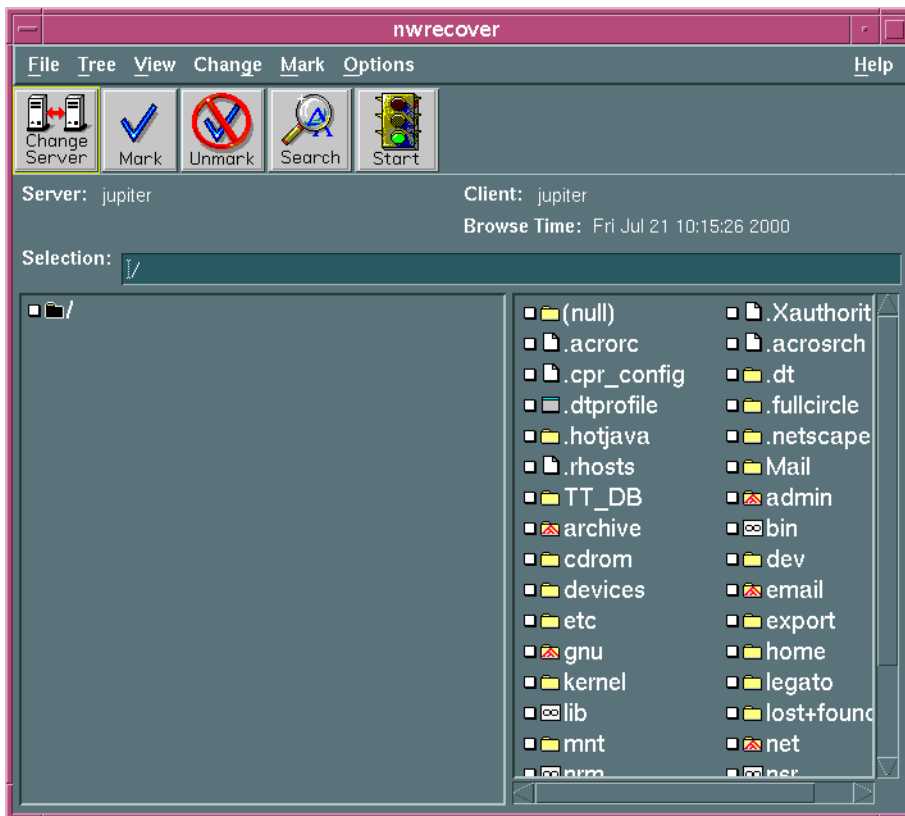 nwrecover
File Tree View Change Mark Options Help
Change Server Mark Unmark Search Start
Server: jupiter Client: jupiter
Browse Time: Fri Jul 21 10:15:26 2000
Selection: /
/
(null) .Xauthorit
.acrorc .acrosrch
.cpr_config .dt
.dtprofile .fullcircle
.hotjava .netscape
.rhosts Mail
TT_DB admin
archive bin
cdrom dev
devices email
etc export
gnu home
kernel legato
lib lost+found
mnt net
nrm nsr